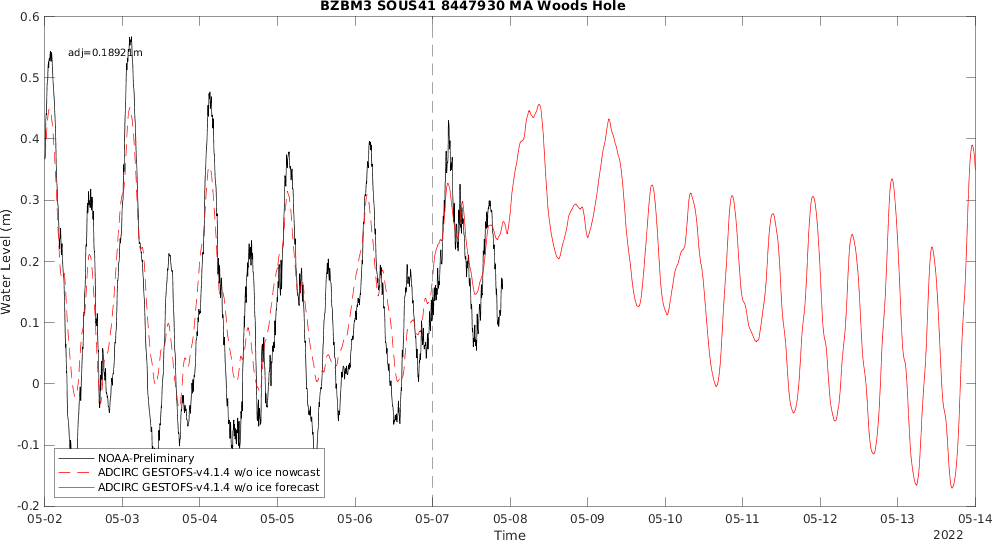 BZBM3 SOUS41 8447930 MA Woods Hole
adj=0.18921m
Water Level (m)
0.6
0.5
0.4
0.3
0.2
0.1
0
-0.1
-0.2
NOAA-Preliminary
ADCIRC GESTOFS-v4.1.4 w/o ice nowcast
ADCIRC GESTOFS-v4.1.4 w/o ice forecast
05-02 05-03 05-04 05-05 05-06 05-07 05-08 05-09 05-10 05-11 05-12 05-13 05-14
Time
2022